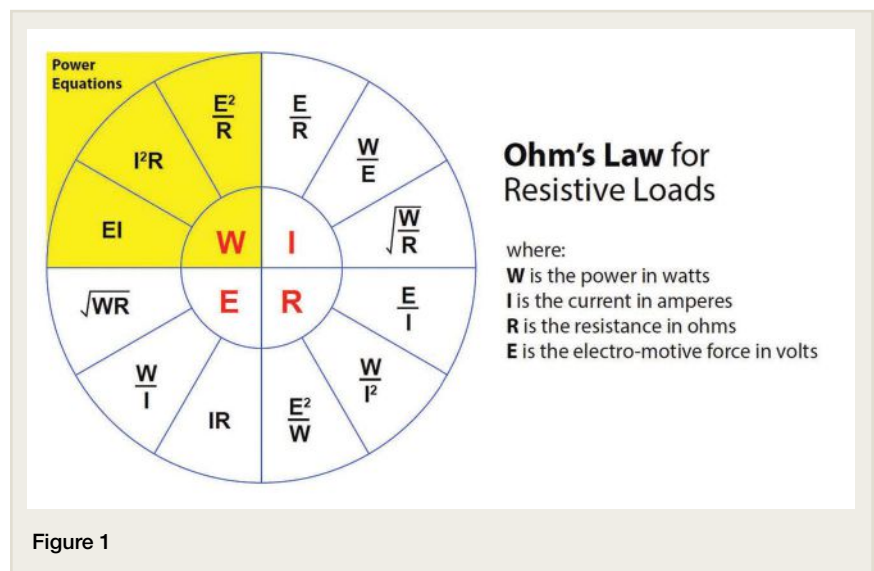 Power
Equations
E²
R
E
R
I²R
W
E
EI
√W
R
W
I
√WR
E
I
E
R
W
I
W
I²
IR
E²
W
Ohm's Law for
Resistive Loads
where:
W is the power in watts
I is the current in amperes
R is the resistance in ohms
E is the electro-motive force in volts
Figure 1